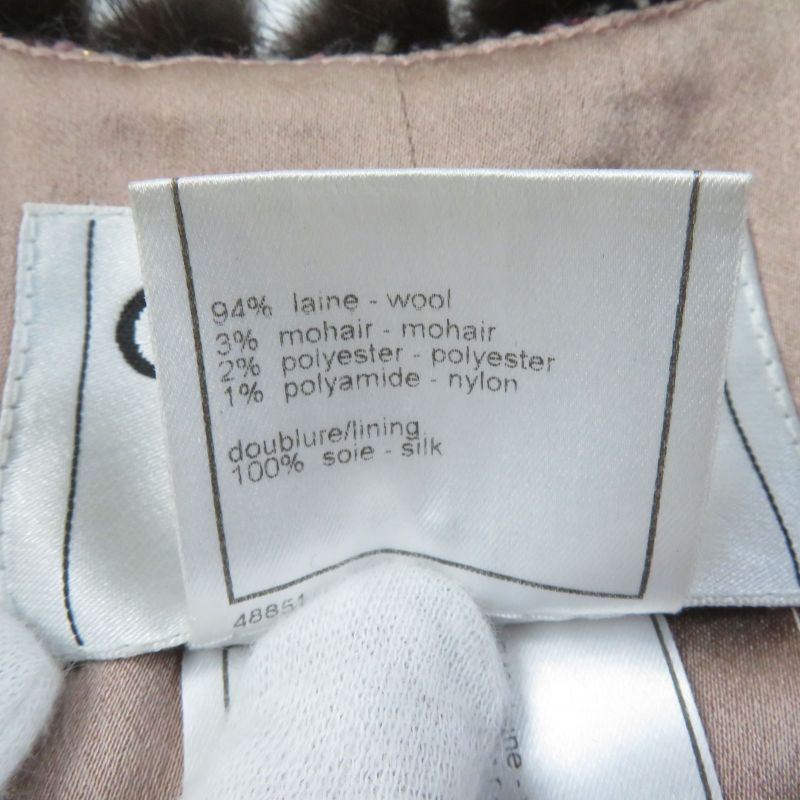 94% laine - wool
3% mohair - mohair
2% polyester - polyester
1% polyamide - nylon
doublure/lining
100% soie - silk
48851